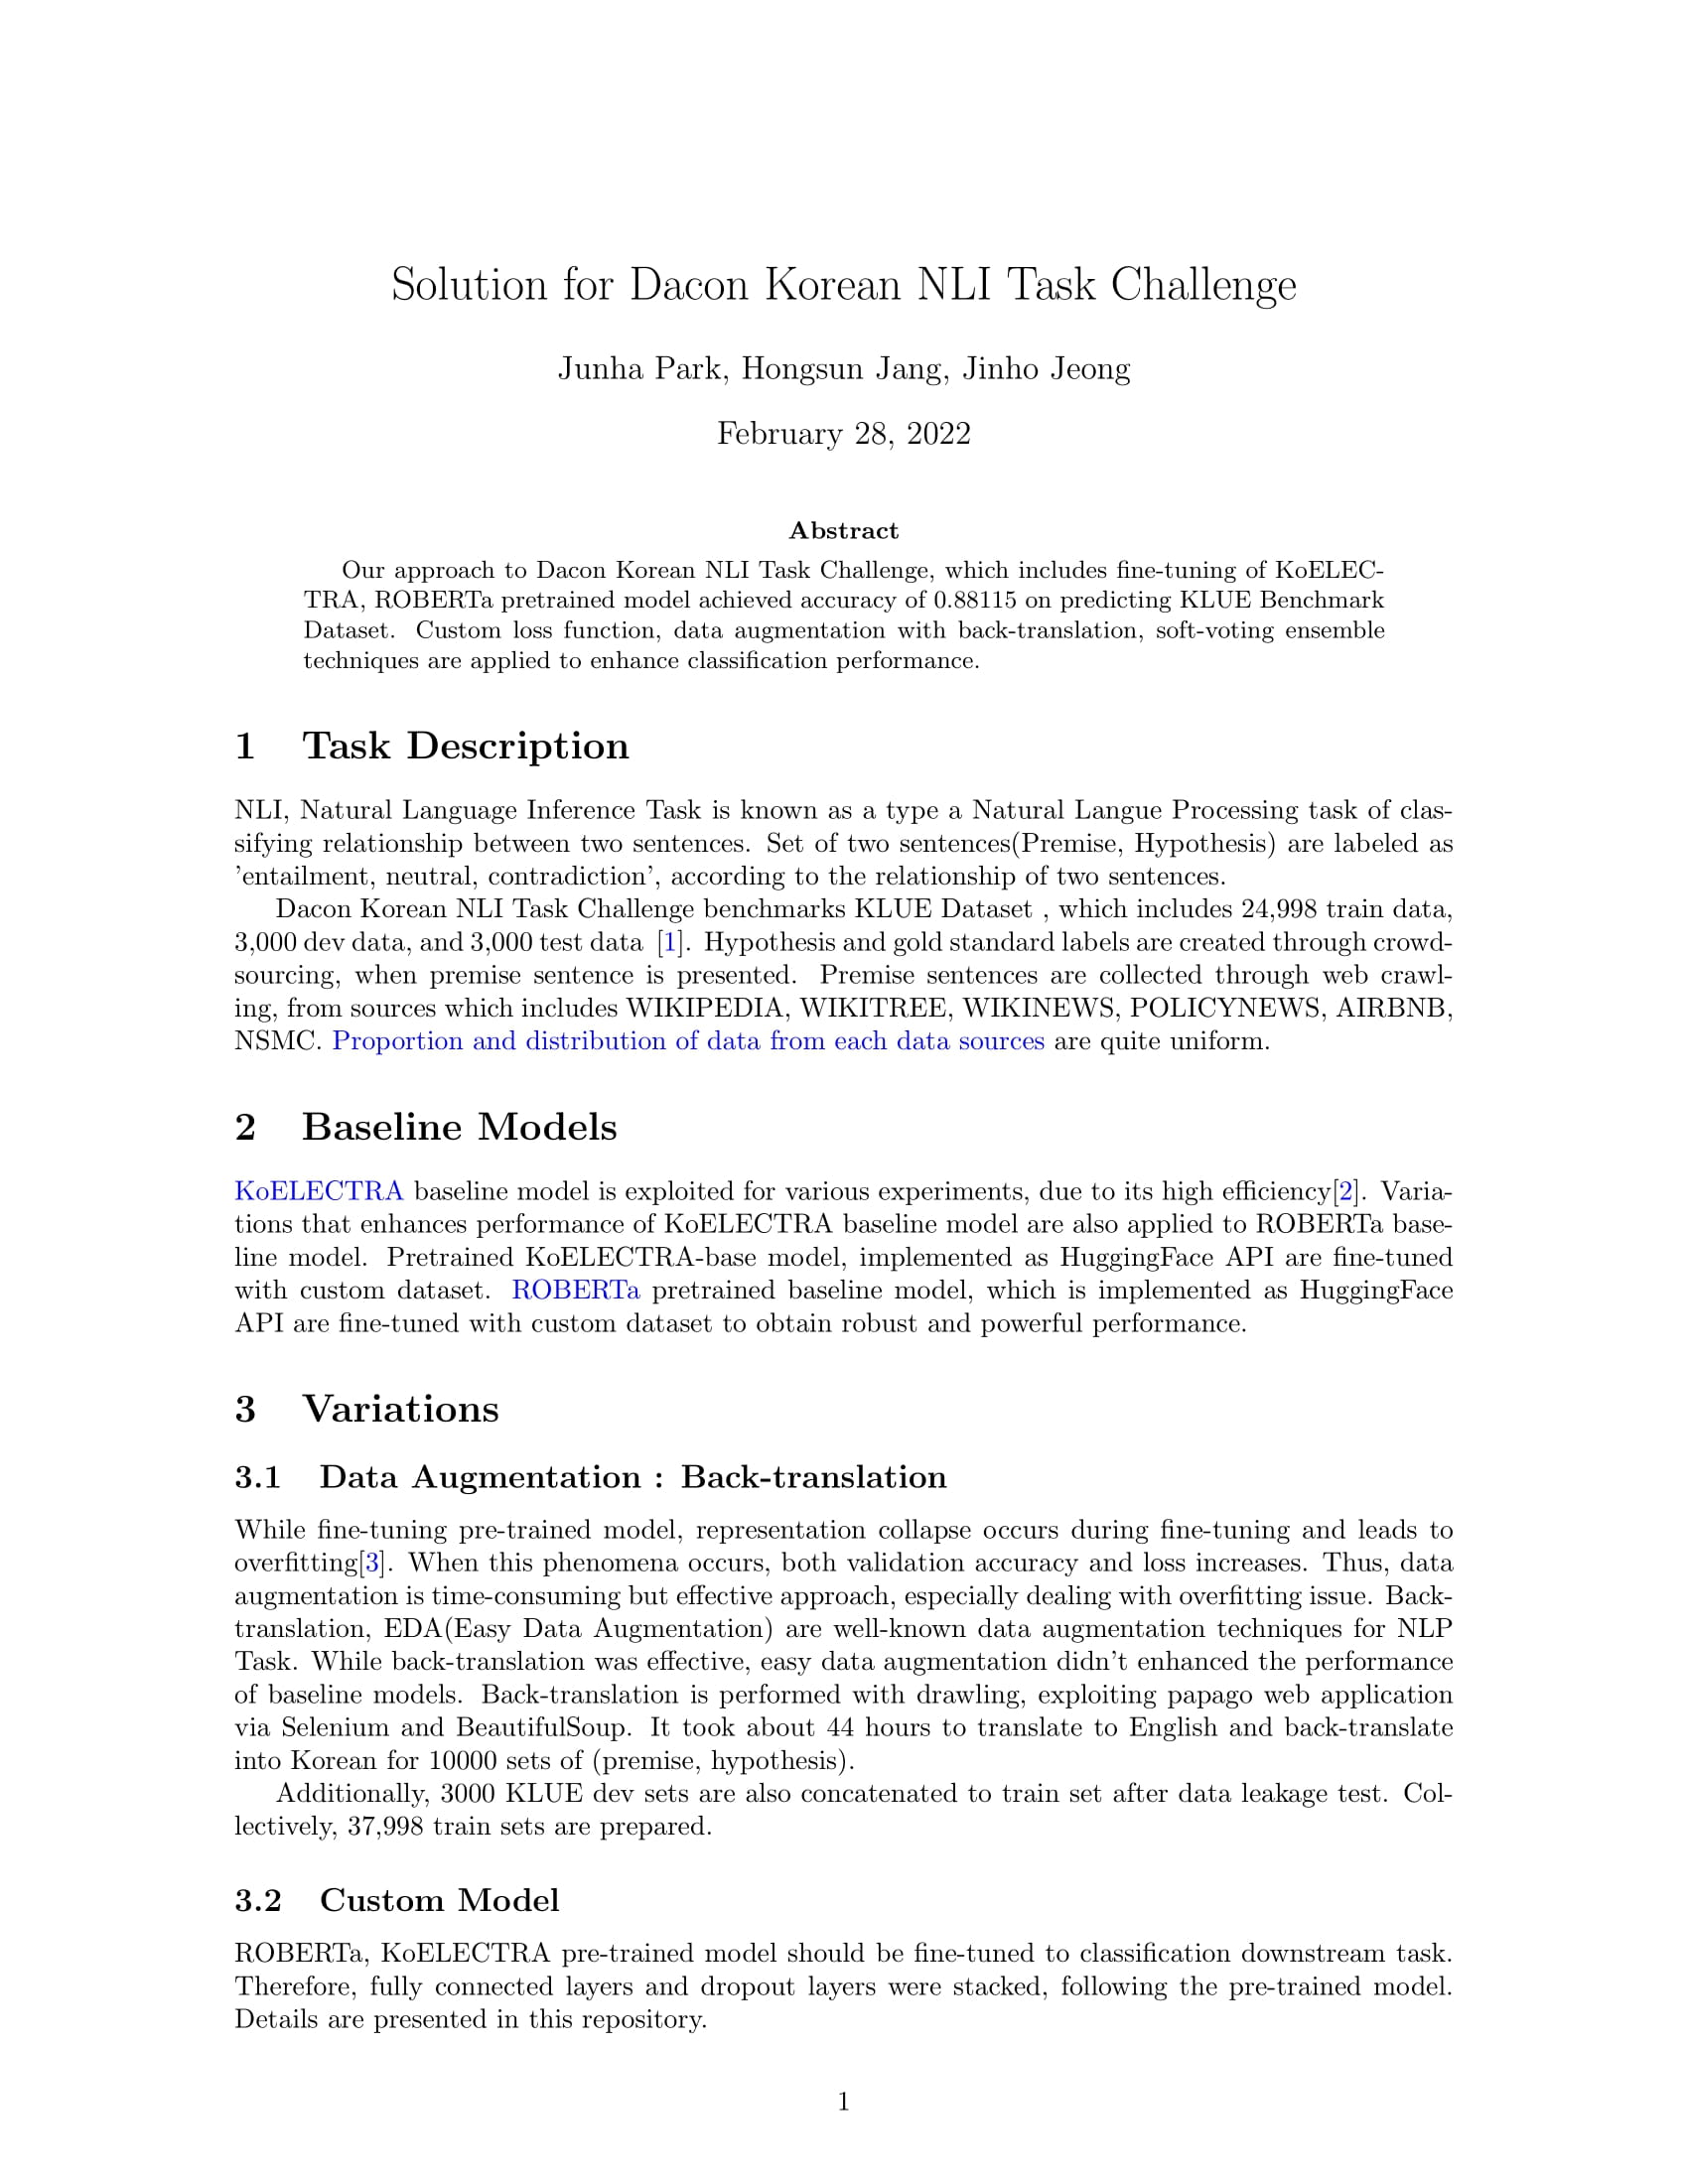 Solution for Dacon Korean NLI Task Challenge
Junha Park, Hongsun Jang, Jinho Jeong
February 28, 2022
Abstract
Our approach to Dacon Korean NLI Task Challenge, which includes fine-tuning of KoELEC-
TRA, ROBERTa pretrained model achieved accuracy of 0.88115 on predicting KLUE Benchmark
Dataset. Custom loss function, data augmentation with back-translation, soft-voting ensemble
techniques are applied to enhance classification performance.
1 Task Description
NLI, Natural Language Inference Task is known as a type a Natural Langue Processing task of clas-
sifying relationship between two sentences. Set of two sentences(Premise, Hypothesis) are labeled as
'entailment, neutral, contradiction', according to the relationship of two sentences.
Dacon Korean NLI Task Challenge benchmarks KLUE Dataset , which includes 24,998 train data,
3,000 dev data, and 3,000 test data [1]. Hypothesis and gold standard labels are created through crowd-
sourcing, when premise sentence is presented. Premise sentences are collected through web crawl-
ing, from sources which includes WIKIPEDIA, WIKITREE, WIKINEWS, POLICYNEWS, AIRBNB,
NSMC. Proportion and distribution of data from each data sources are quite uniform.
2 Baseline Models
KoELECTRA baseline model is exploited for various experiments, due to its high efficiency[2]. Varia-
tions that enhances performance of KoELECTRA baseline model are also applied to ROBERTa base-
line model. Pretrained KoELECTRA-base model, implemented as HuggingFace API are fine-tuned
with custom dataset. ROBERTa pretrained baseline model, which is implemented as HuggingFace
API are fine-tuned with custom dataset to obtain robust and powerful performance.
3 Variations
3.1 Data Augmentation : Back-translation
While fine-tuning pre-trained model, representation collapse occurs during fine-tuning and leads to
overfitting[3]. When this phenomena occurs, both validation accuracy and loss increases. Thus, data
augmentation is time-consuming but effective approach, especially dealing with overfitting issue. Back-
translation, EDA(Easy Data Augmentation) are well-known data augmentation techniques for NLP
Task. While back-translation was effective, easy data augmentation didn't enhanced the performance
of baseline models. Back-translation is performed with drawling, exploiting papago web application
via Selenium and BeautifulSoup. It took about 44 hours to translate to English and back-translate
into Korean for 10000 sets of (premise, hypothesis).
Additionally, 3000 KLUE dev sets are also concatenated to train set after data leakage test. Col-
lectively, 37,998 train sets are prepared.
3.2 Custom Model
ROBERTa, KoELECTRA pre-trained model should be fine-tuned to classification downstream task.
Therefore, fully connected layers and dropout layers were stacked, following the pre-trained model.
Details are presented in this repository.
1